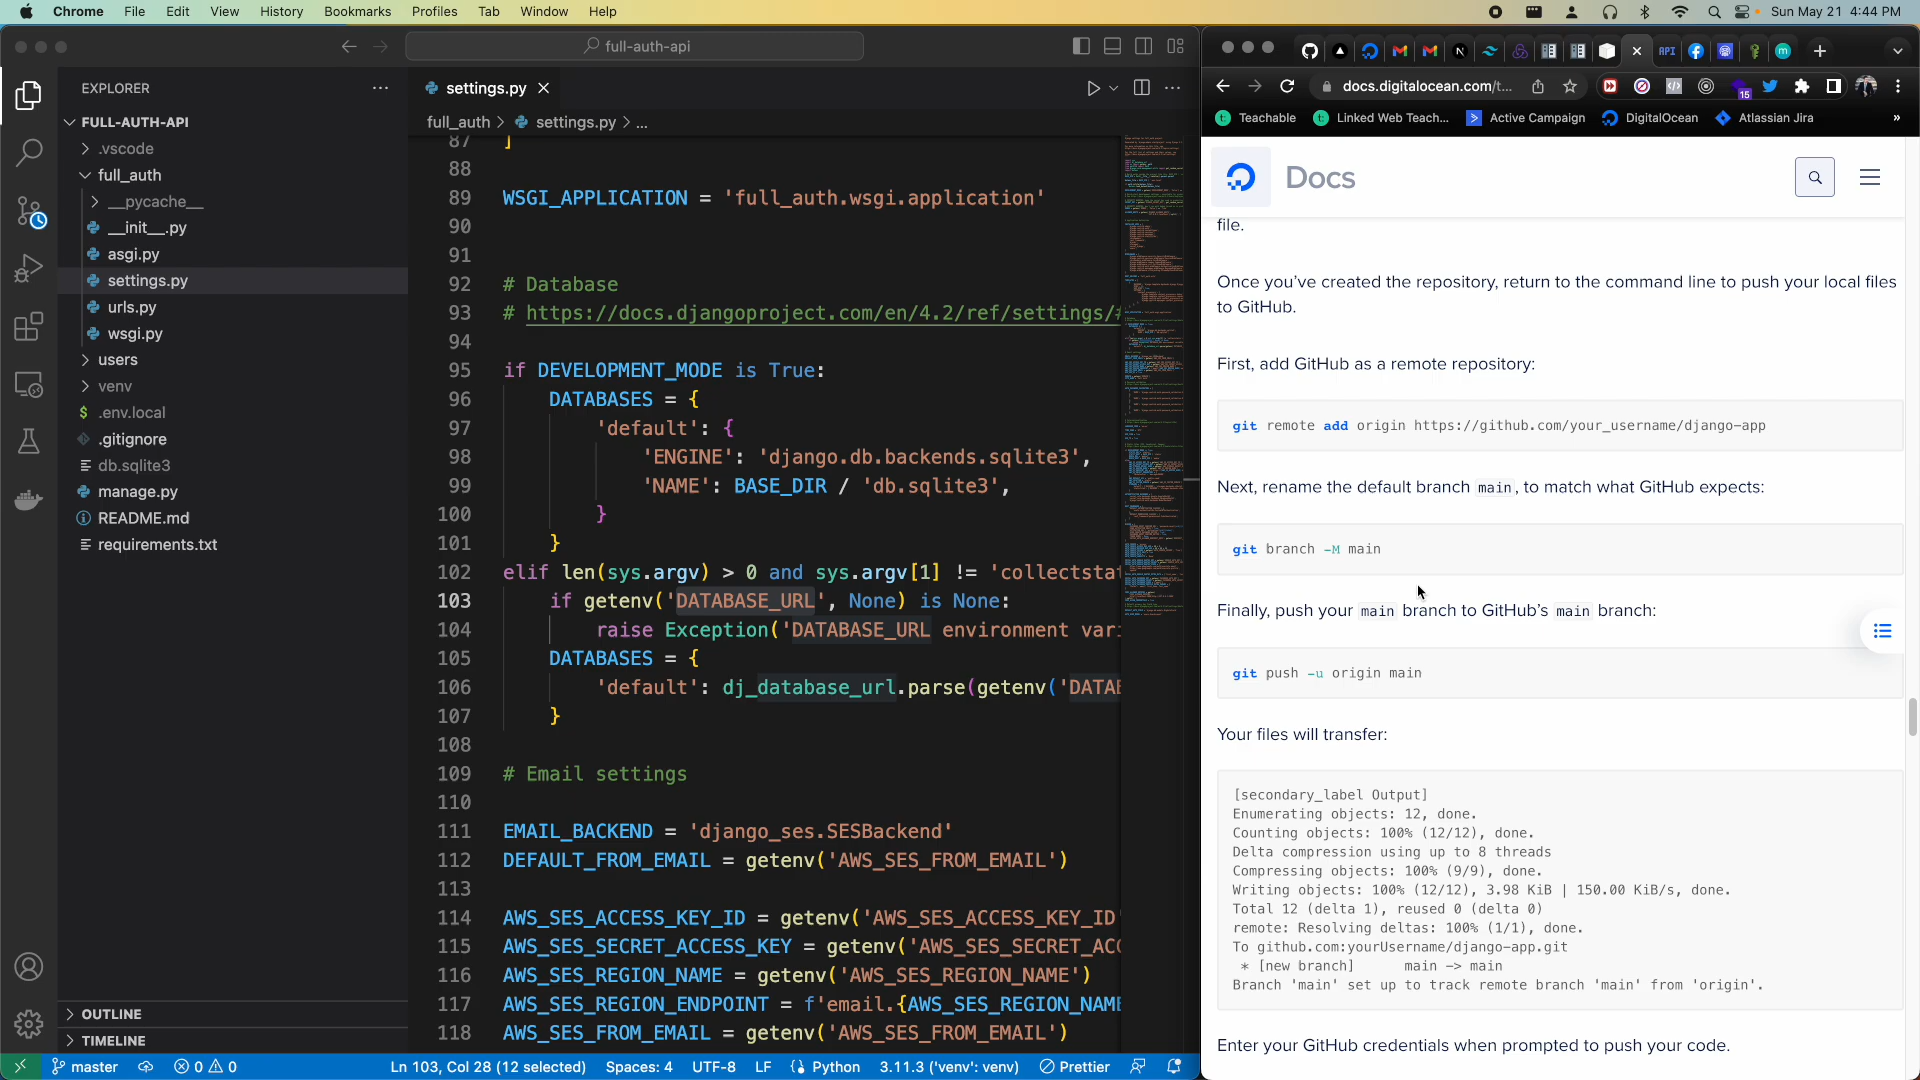 Chrome File Edit View History Bookmarks Profiles Tab Window Help
Sun May 21 4:44 PM
full-auth-api
EXPLORER
FULL-AUTH-API
.vscode
full_auth
__pycache__
__init__.py
asgi.py
settings.py
urls.py
wsgi.py
users
venv
$ .env.local
.gitignore
db.sqlite3
manage.py
README.md
requirements.txt
OUTLINE
TIMELINE
settings.py
full_auth > settings.py > ...
87 ]
88
89 WSGI_APPLICATION = 'full_auth.wsgi.application'
90
91
92 # Database
93 # https://docs.djangoproject.com/en/4.2/ref/settings/#
94
95 if DEVELOPMENT_MODE is True:
96 DATABASES = {
97 'default': {
98 'ENGINE': 'django.db.backends.sqlite3',
99 'NAME': BASE_DIR / 'db.sqlite3',
100 }
101 }
102 elif len(sys.argv) > 0 and sys.argv[1] != 'collectstat
103 if getenv('DATABASE_URL', None) is None:
104 raise Exception('DATABASE_URL environment var
105 DATABASES = {
106 'default': dj_database_url.parse(getenv('DATAB
107 }
108
109 # Email settings
110
111 EMAIL_BACKEND = 'django_ses.SESBackend'
112 DEFAULT_FROM_EMAIL = getenv('AWS_SES_FROM_EMAIL')
113
114 AWS_SES_ACCESS_KEY_ID = getenv('AWS_SES_ACCESS_KEY_ID'
115 AWS_SES_SECRET_ACCESS_KEY = getenv('AWS_SES_SECRET_ACC
116 AWS_SES_REGION_NAME = getenv('AWS_SES_REGION_NAME')
117 AWS_SES_REGION_ENDPOINT = f'email.{AWS_SES_REGION_NAME
118 AWS_SES_FROM_EMAIL = getenv('AWS_SES_FROM_EMAIL')
master 0 0 Ln 103, Col 28 (12 selected) Spaces: 4 UTF-8 LF Python 3.11.3 ('venv': venv) Prettier
API
docs.digitalocean.com/t...
15
Teachable Linked Web Teach... Active Campaign DigitalOcean Atlassian Jira »
Docs
file.
Once you've created the repository, return to the command line to push your local files
to GitHub.
First, add GitHub as a remote repository:
git remote add origin https://github.com/your_username/django-app
Next, rename the default branch main, to match what GitHub expects:
git branch -M main
Finally, push your main branch to GitHub's main branch:
git push -u origin main
Your files will transfer:
[secondary_label Output]
Enumerating objects: 12, done.
Counting objects: 100% (12/12), done.
Delta compression using up to 8 threads
Compressing objects: 100% (9/9), done.
Writing objects: 100% (12/12), 3.98 KiB | 150.00 KiB/s, done.
Total 12 (delta 1), reused 0 (delta 0)
remote: Resolving deltas: 100% (1/1), done.
To github.com:yourUsername/django-app.git
* [new branch] main -> main
Branch 'main' set up to track remote branch 'main' from 'origin'.
Enter your GitHub credentials when prompted to push your code.